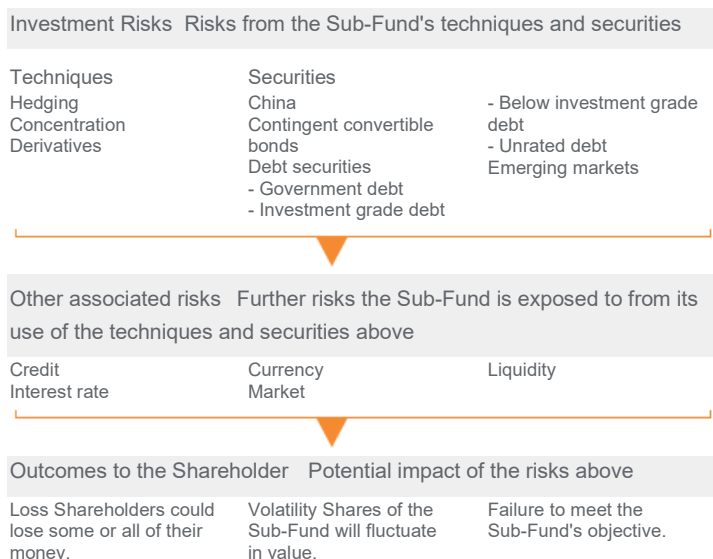 Investment Risks Risks from the Sub-Fund's techniques and securities
Techniques
Hedging
Concentration
Derivatives
Securities
China
Contingent convertible
bonds
Debt securities
- Government debt
- Investment grade debt
- Below investment grade
debt
- Unrated debt
Emerging markets
Other associated risks Further risks the Sub-Fund is exposed to from its
use of the techniques and securities above
Credit
Interest rate
Currency
Market
Liquidity
Outcomes to the Shareholder Potential impact of the risks above
Loss Shareholders could
lose some or all of their
money.
Volatility Shares of the
Sub-Fund will fluctuate
in value.
Failure to meet the
Sub-Fund's objective.